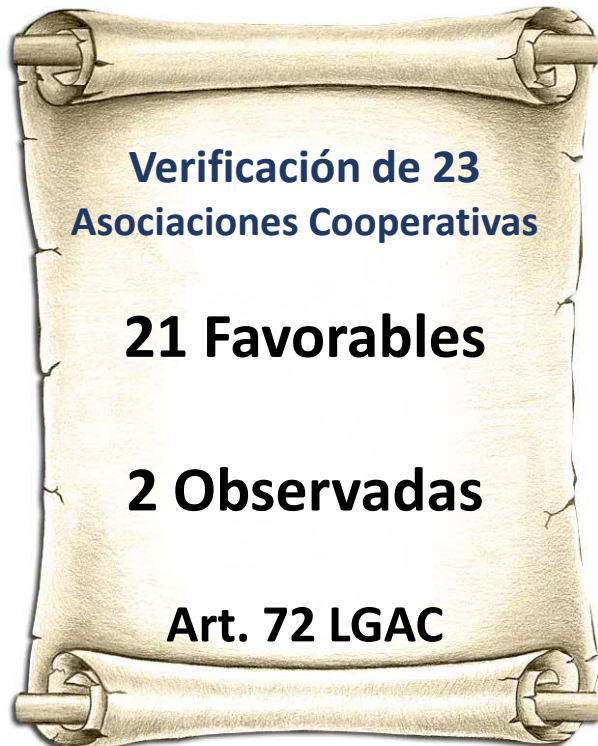 Verificación de 23
Asociaciones Cooperativas
21 Favorables
2 Observadas
Art. 72 LGAC